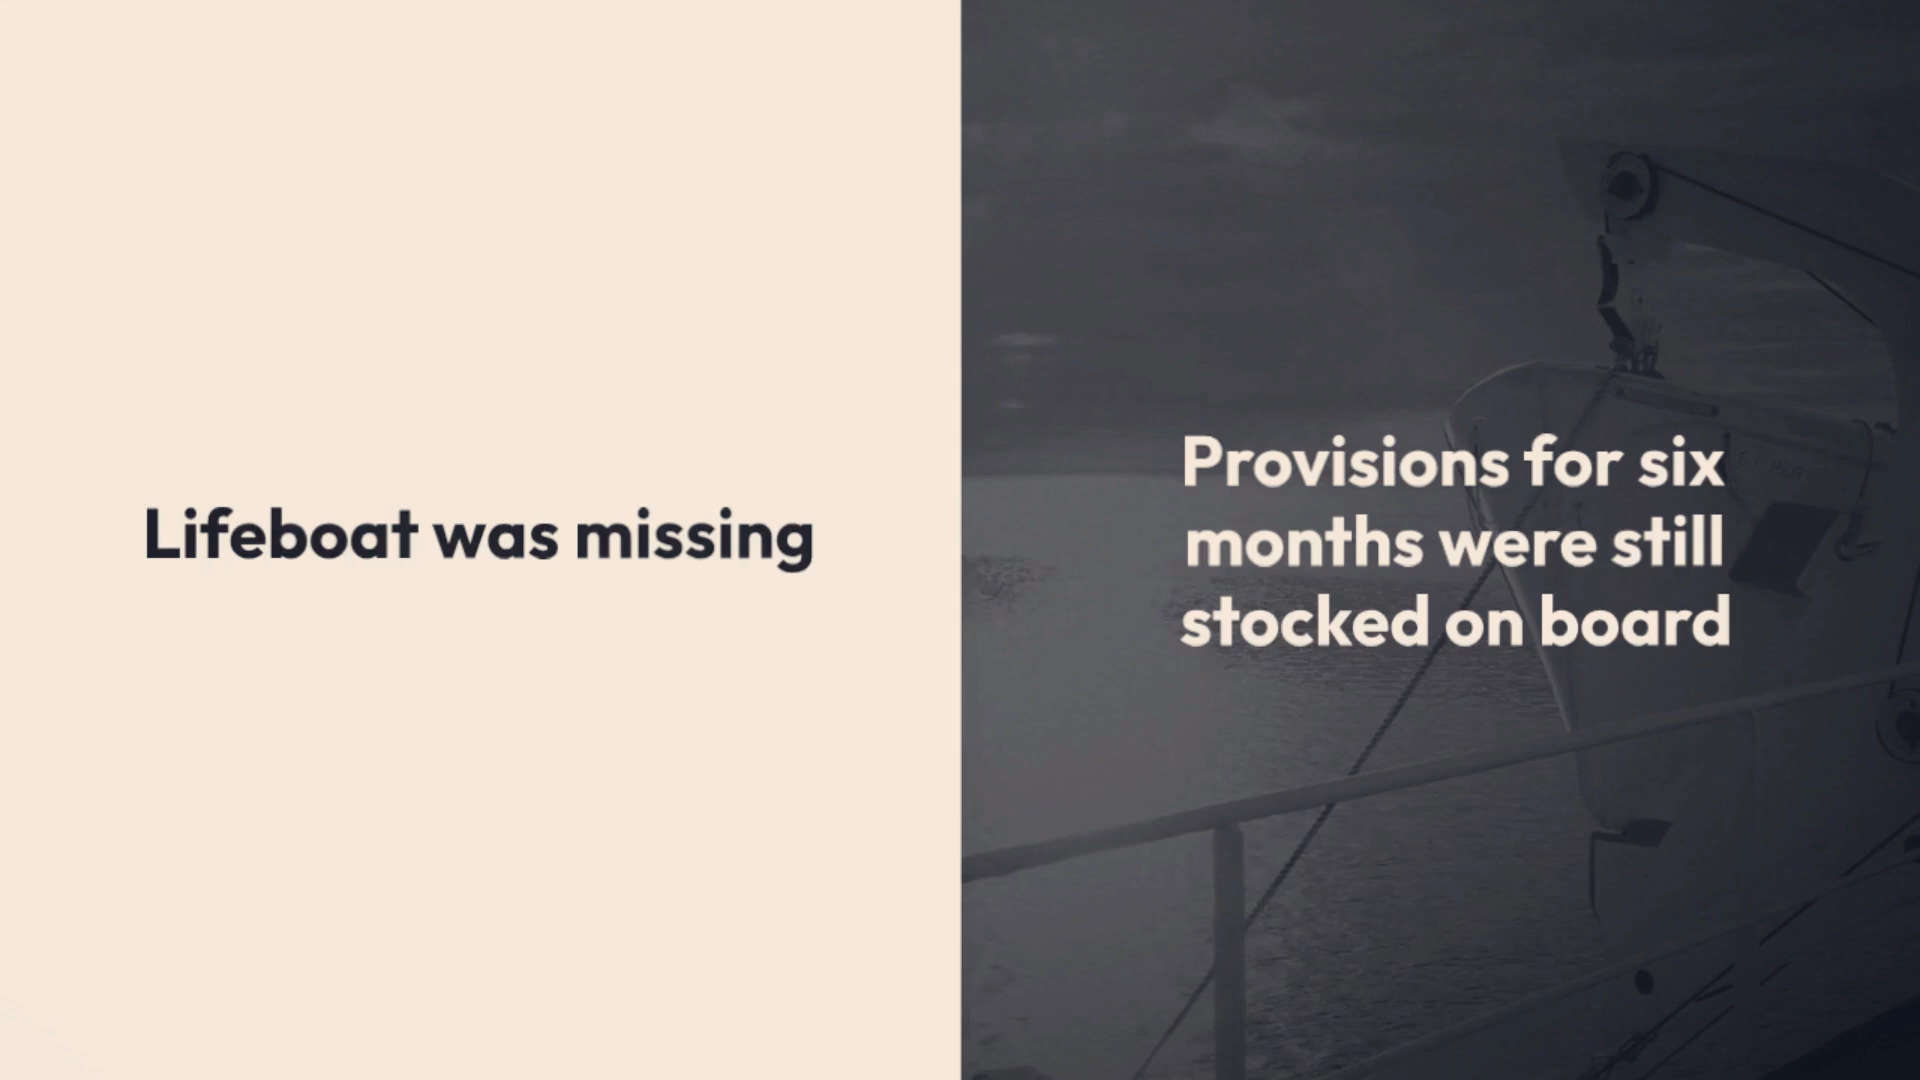 Lifeboat was missing
Provisions for six
months were still
stocked on board